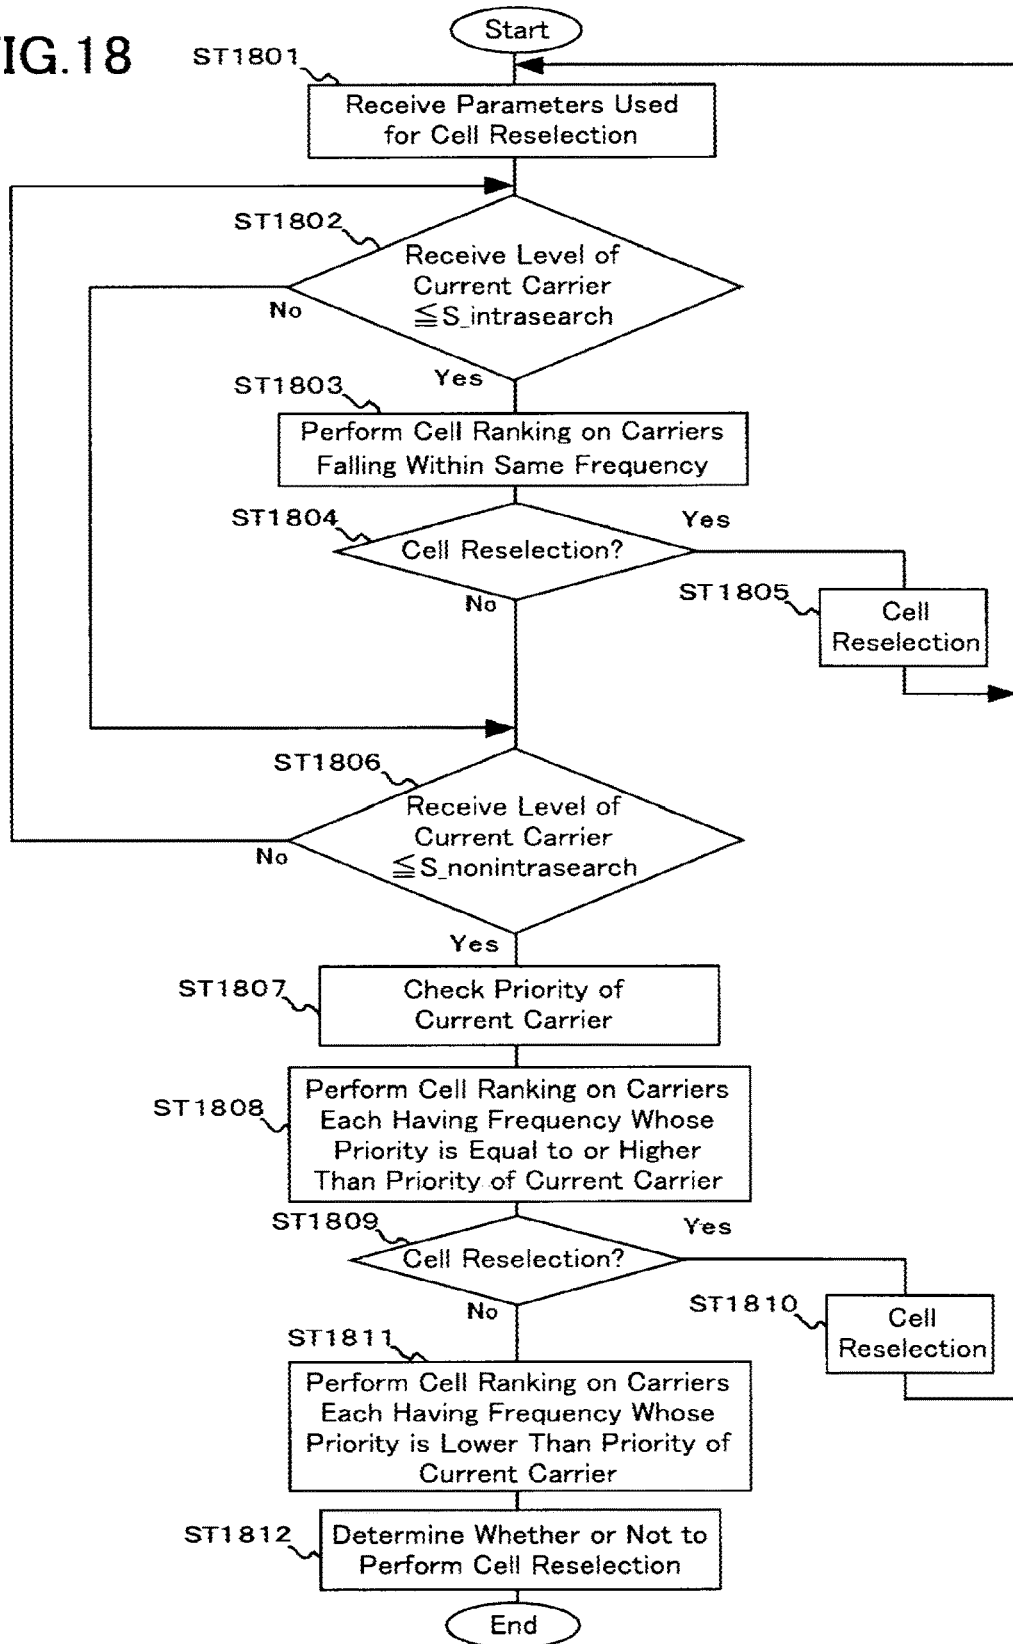 IG.18
Start
ST1801
Receive Parameters Used
for Cell Reselection
ST1802
Receive Level of
Current Carrier
≦S_intrasearch
No
Yes
ST1803
Perform Cell Ranking on Carriers
Falling Within Same Frequency
ST1804
Cell Reselection?
Yes
No
ST1805
Cell
Reselection
ST1806
Receive Level of
Current Carrier
≦S_nonintrasearch
No
Yes
ST1807
Check Priority of
Current Carrier
ST1808
Perform Cell Ranking on Carriers
Each Having Frequency Whose
Priority is Equal to or Higher
Than Priority of Current Carrier
ST1809
Cell Reselection?
Yes
No
ST1810
Cell
Reselection
ST1811
Perform Cell Ranking on Carriers
Each Having Frequency Whose
Priority is Lower Than Priority of
Current Carrier
ST1812
Determine Whether or Not to
Perform Cell Reselection
End